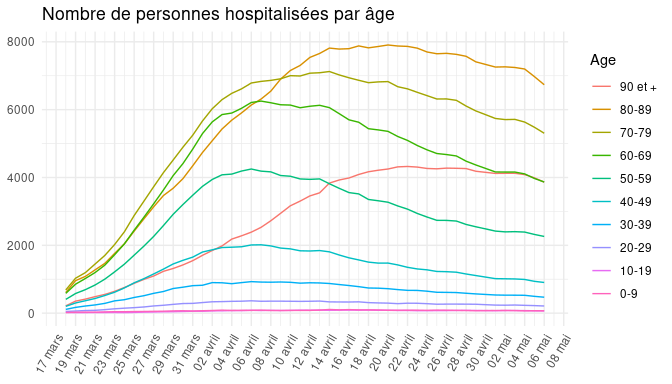 Nombre de personnes hospitalisées par âge
8000
6000
4000
2000
0
17 mars
19 mars
21 mars
23 mars
25 mars
27 mars
29 mars
31 mars
02 avril
04 avril
06 avril
08 avril
10 avril
12 avril
14 avril
16 avril
18 avril
20 avril
22 avril
24 avril
26 avril
28 avril
30 avril
02 mai
04 mai
06 mai
08 mai
Age
90 et +
80-89
70-79
60-69
50-59
40-49
30-39
20-29
10-19
0-9